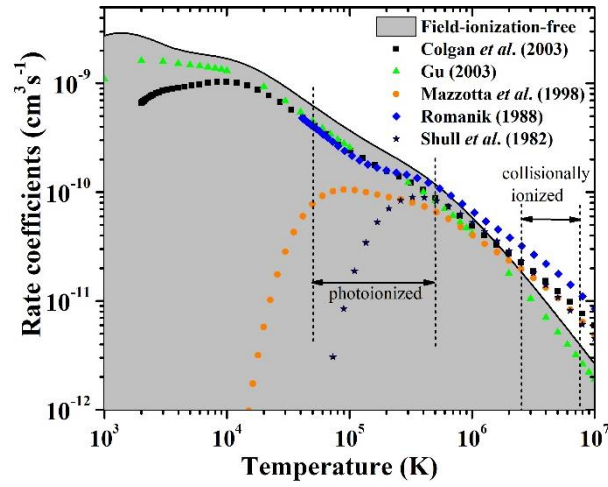 Field-ionization-free
Colgan et al. (2003)
Gu (2003)
Mazzotta et al. (1998)
Romanik (1988)
Shull et al. (1982)
collisionally
ionized
photoionized
Rate coefficients (cm³ s⁻¹)
10⁻⁹
10⁻¹⁰
10⁻¹¹
10⁻¹²
10³ 10⁴ 10⁵ 10⁶ 10⁷
Temperature (K)